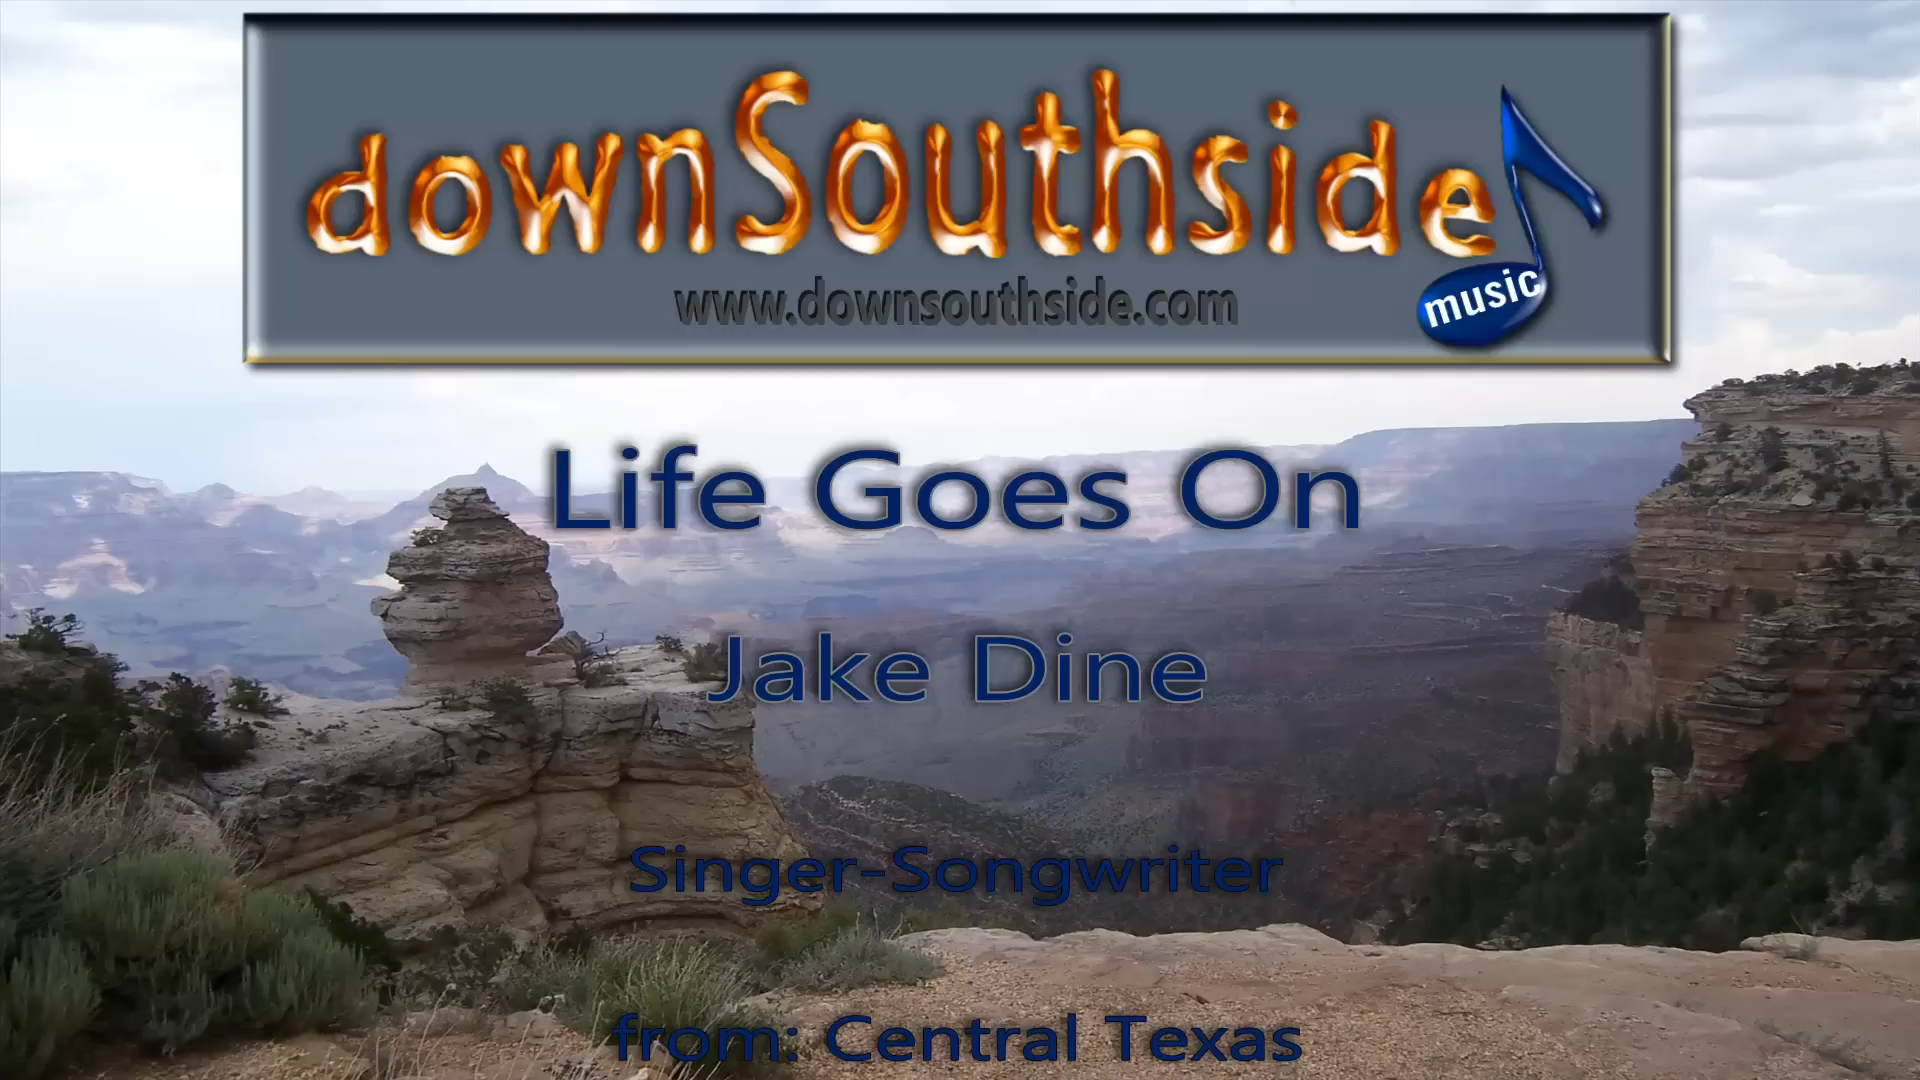 downSouthside
music
www.downsouthside.com
Life Goes On
Jake Dine
Singer-Songwriter
from: Central Texas